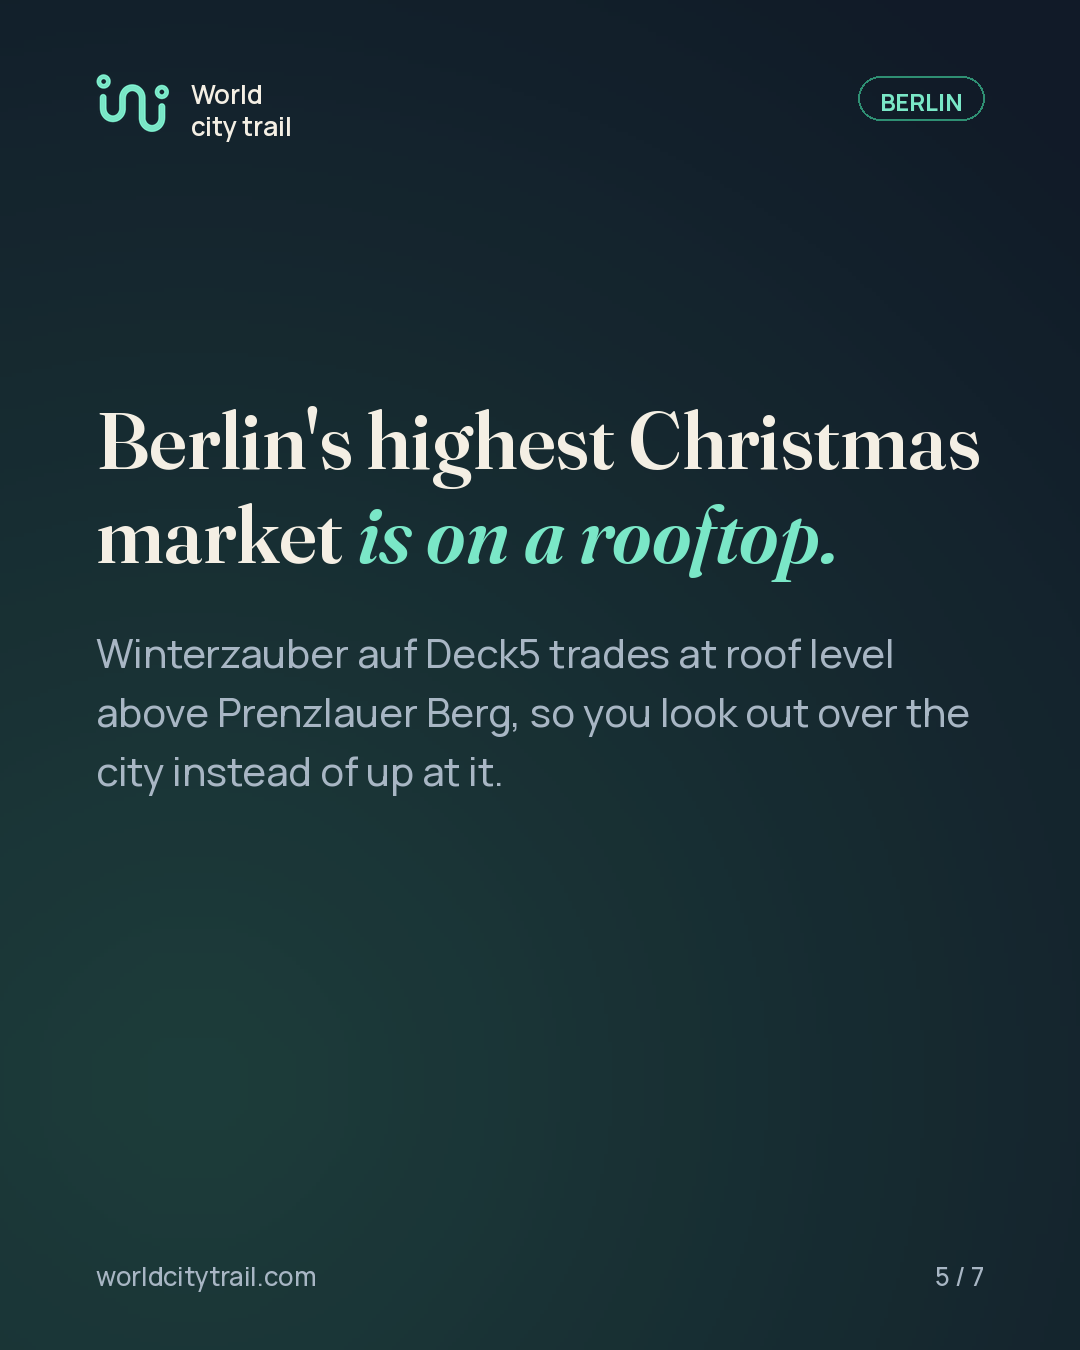 World
city trail
BERLIN
Berlin's highest Christmas
market is on a rooftop.
Winterzauber auf Deck5 trades at roof level
above Prenzlauer Berg, so you look out over the
city instead of up at it.
worldcitytrail.com
5 / 7